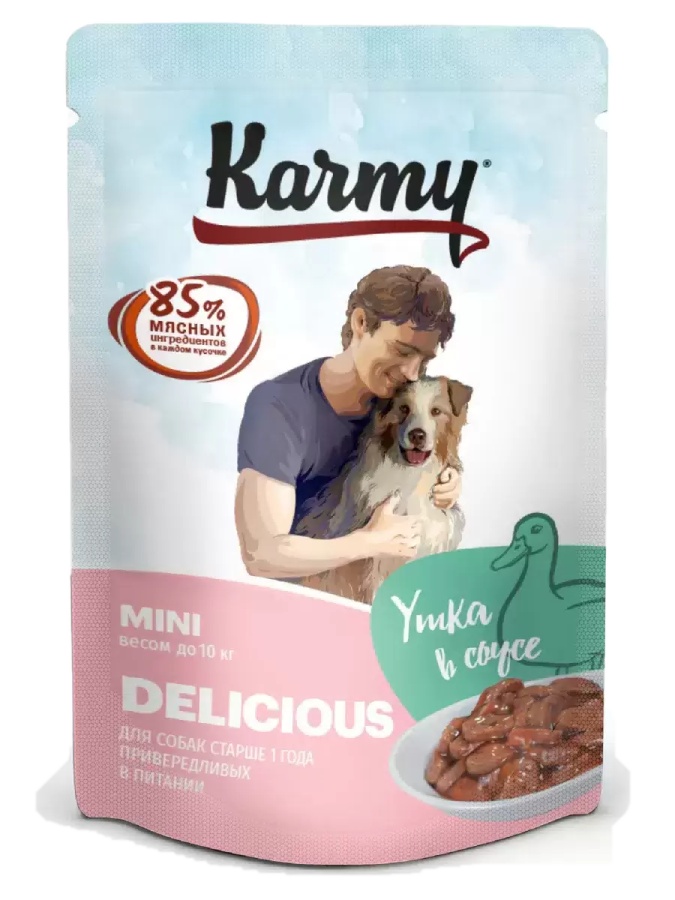 Karmy®
85%
МЯСНЫХ
ингредиентов
в каждом кусочке
Утка
в соусе
MINI
весом до 10 кг
DELICIOUS
ДЛЯ СОБАК СТАРШЕ 1 ГОДА
ПРИВЕРЕДЛИВЫХ
В ПИТАНИИ